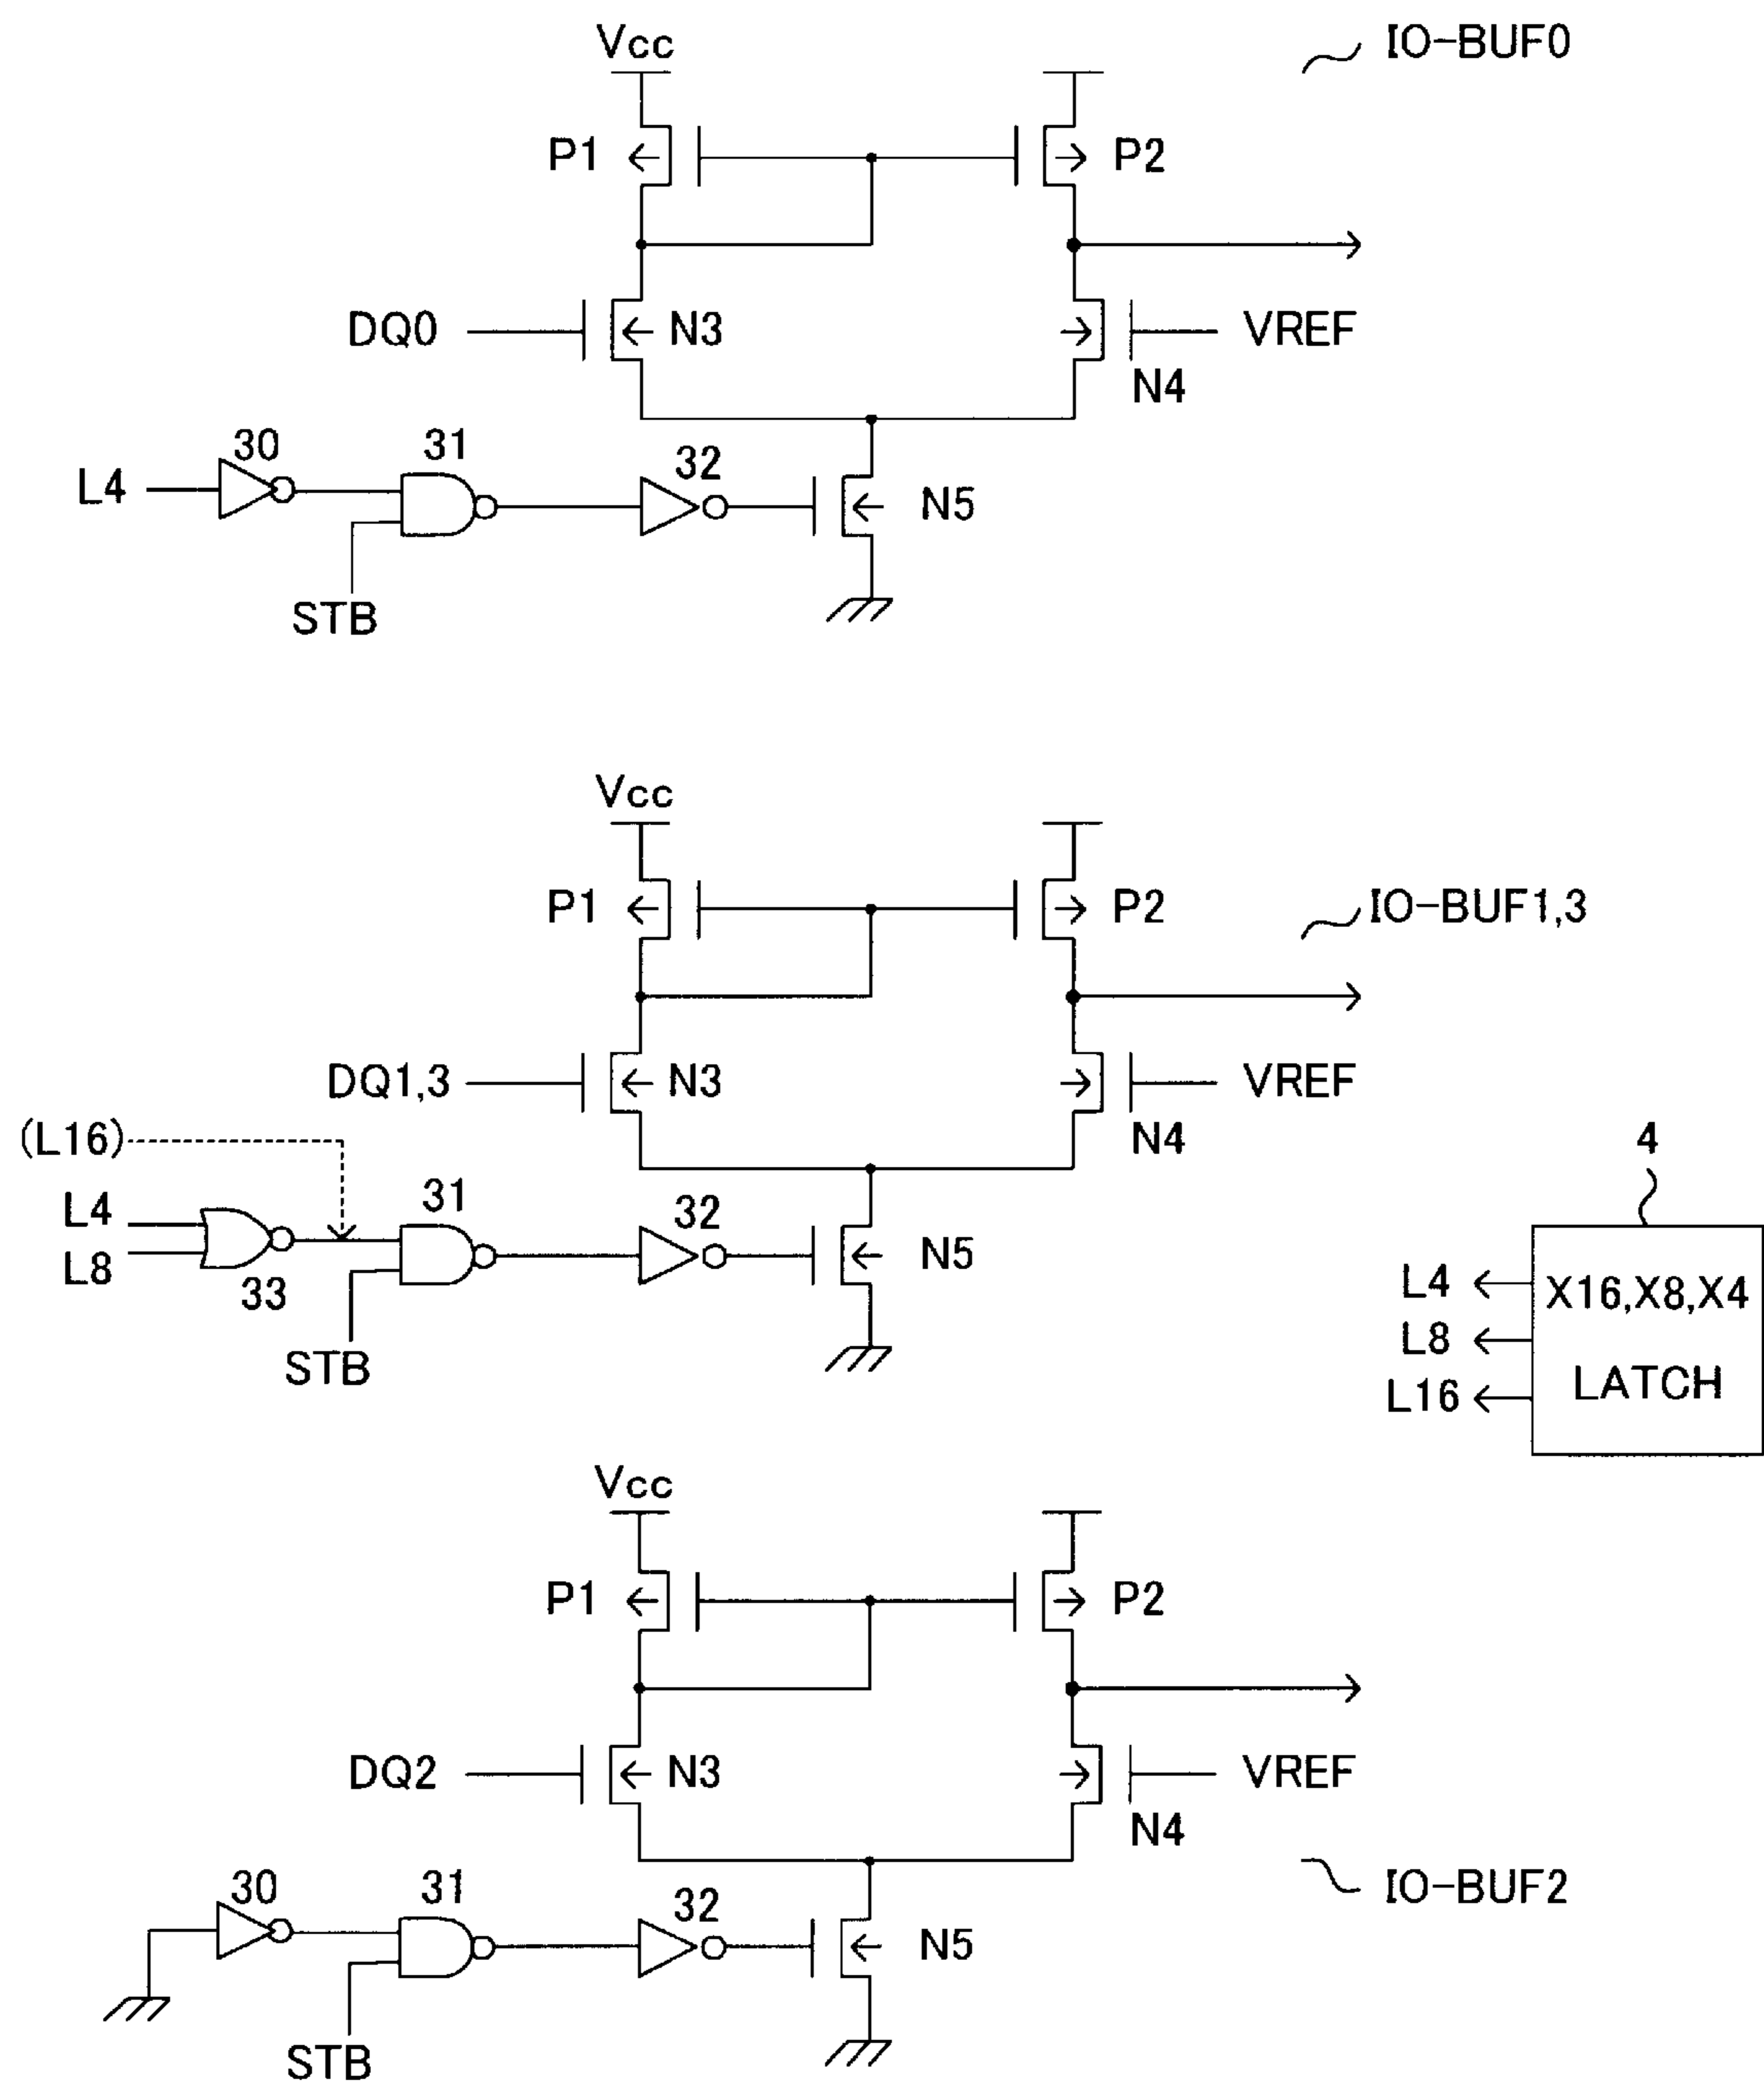 Vcc
IO-BUF0
P1
P2
DQ0
N3
VREF
N4
L4
30
31
32
N5
STB
Vcc
P1
P2
IO-BUF1,3
DQ1,3
N3
VREF
N4
(L16)
L4
L8
33
31
32
N5
STB
4
L4
L8
L16
X16,X8,X4
LATCH
Vcc
P1
P2
DQ2
N3
VREF
N4
IO-BUF2
30
31
32
N5
STB